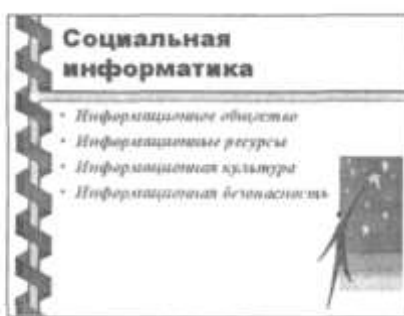 Социальная
информатика
• Информационное общество
• Информационные ресурсы
• Информационная культура
• Информационная безопасность